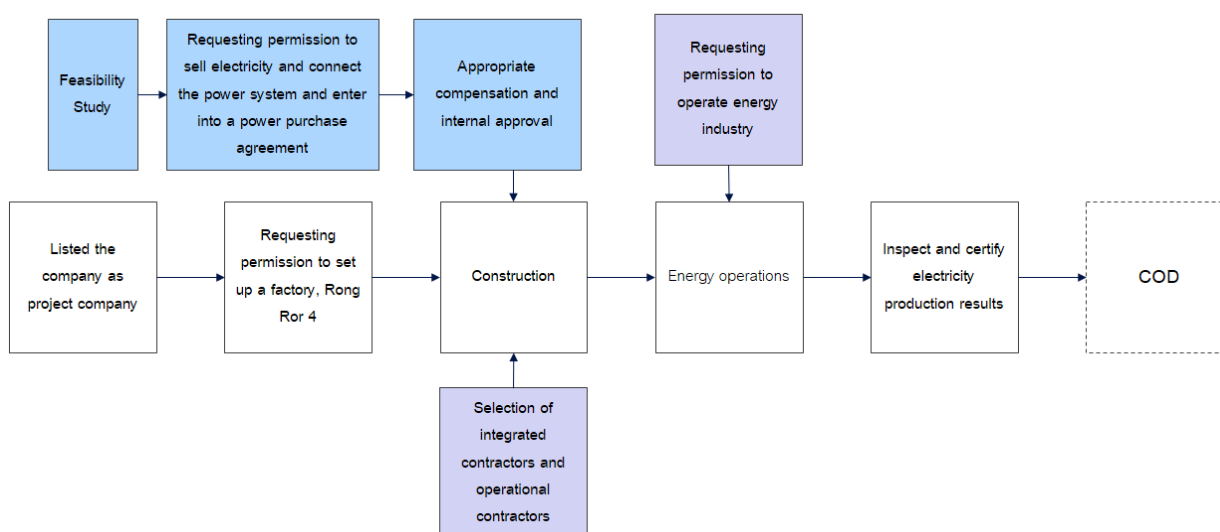 Feasibility
Study
Requesting permission to
sell electricity and connect
the power system and enter
into a power purchase
agreement
Appropriate
compensation and
internal approval
Requesting
permission to
operate energy
industry
Listed the
company as
project company
Requesting
permission to set
up a factory, Rong
Ror 4
Construction
Energy operations
Inspect and certify
electricity
production results
COD
Selection of
integrated
contractors and
operational
contractors